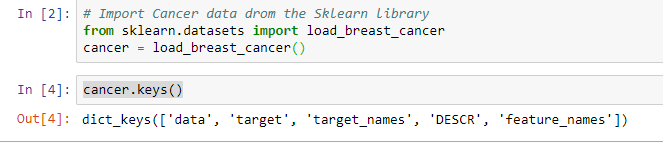 In [2]: # Import Cancer data drom the Sklearn library
from sklearn.datasets import load_breast_cancer
cancer = load_breast_cancer()
In [4]: cancer.keys()
Out[4]: dict_keys(['data', 'target', 'target_names', 'DESCR', 'feature_names'])